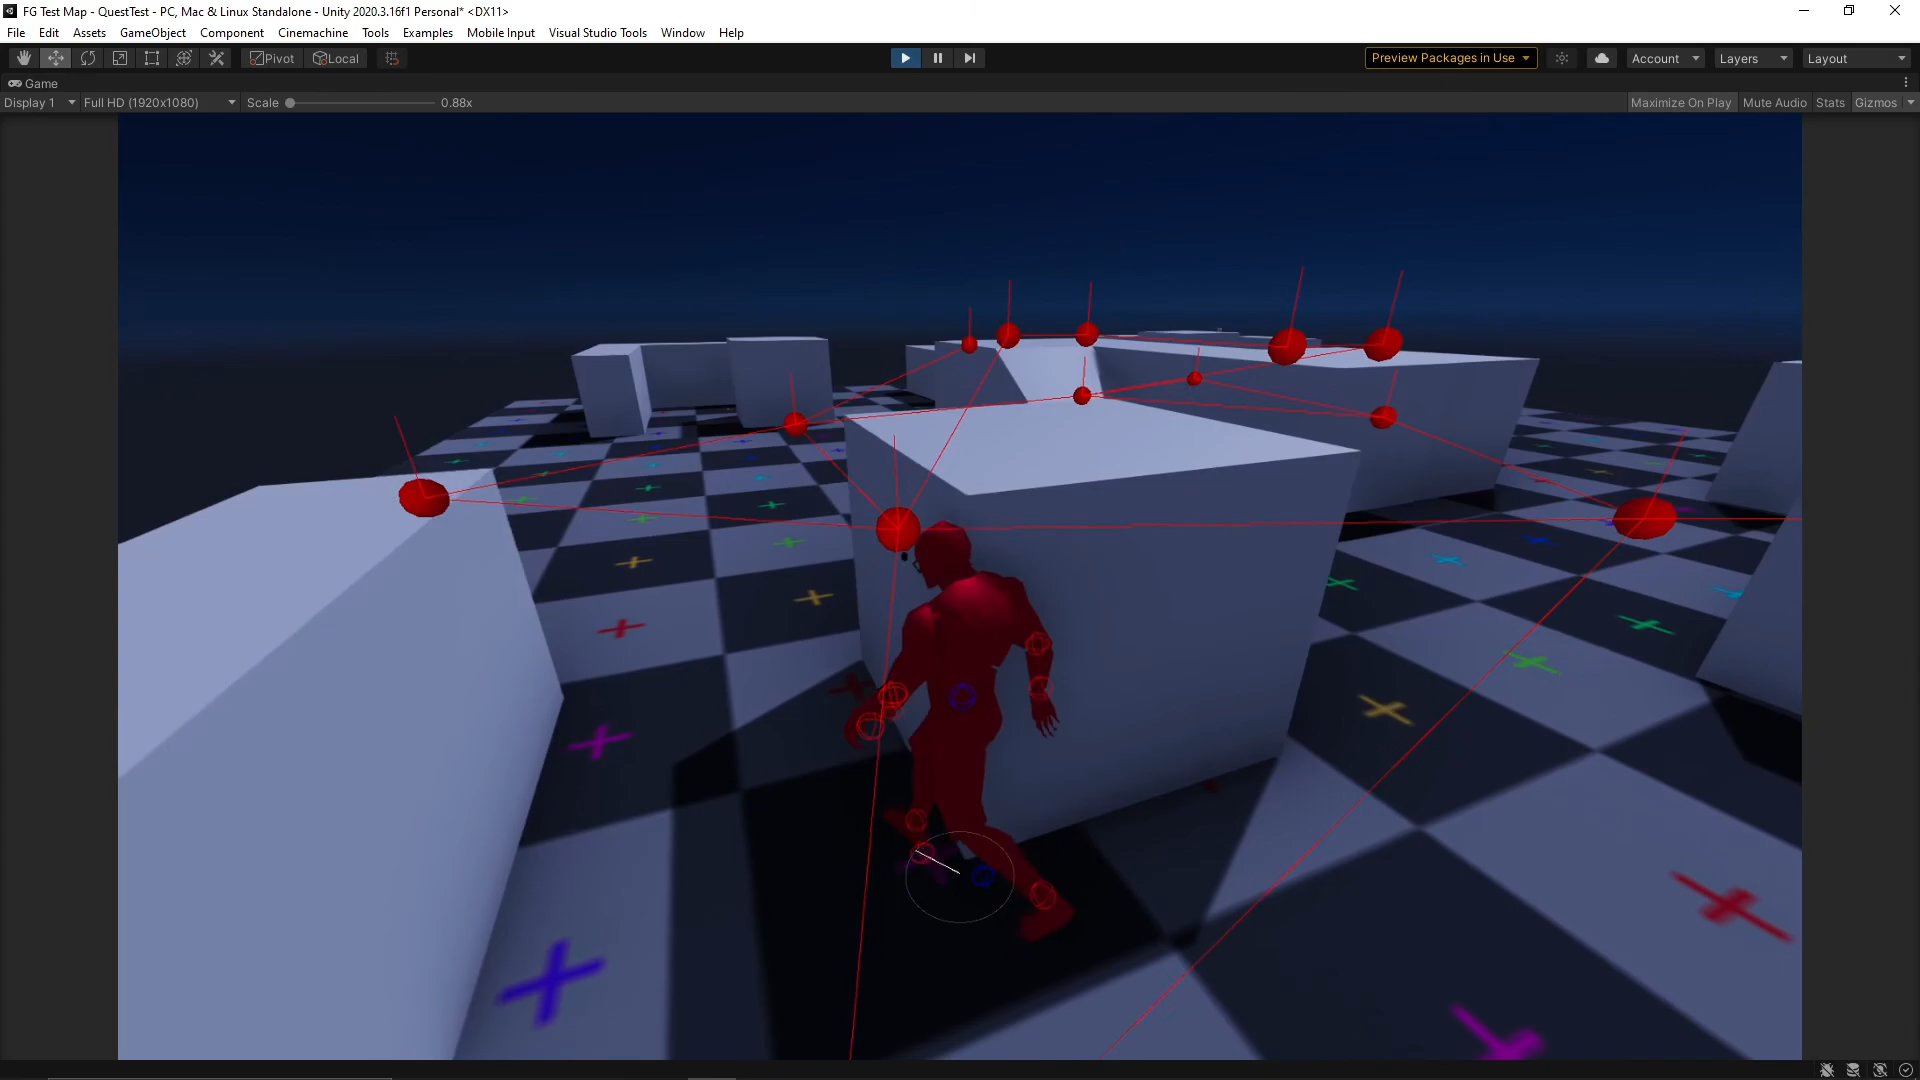 FG Test Map - QuestTest - PC, Mac & Linux Standalone - Unity 2020.3.16f1 Personal* <DX11>
File Edit Assets GameObject Component Cinemachine Tools Examples Mobile Input Visual Studio Tools Window Help
Pivot Local Preview Packages in Use Account Layers Layout
Game
Display 1 Full HD (1920x1080) Scale 0.88x Maximize On Play Mute Audio Stats Gizmos